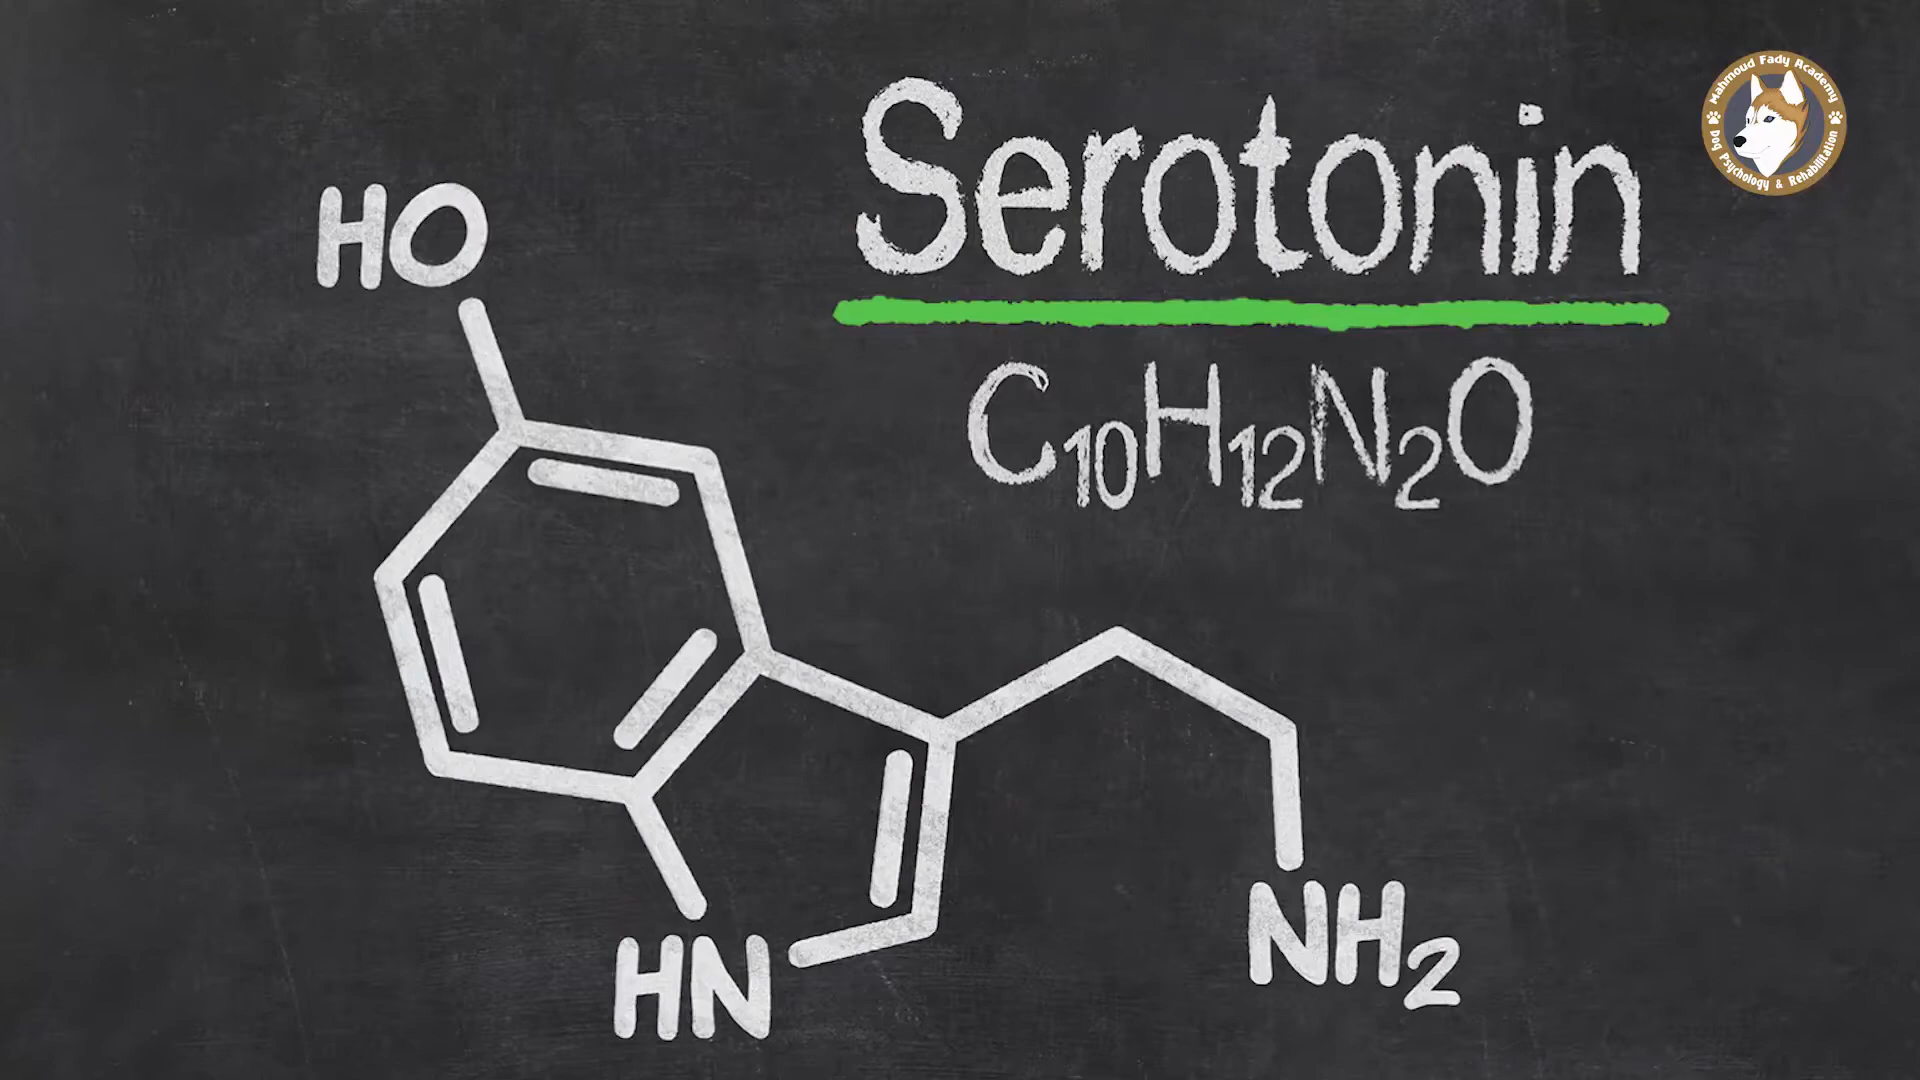 Serotonin
C₁₀H₁₂N₂O
HO
HN
NH₂
Mahmoud Fady Academy
Dog Psychology & Rehabilitation